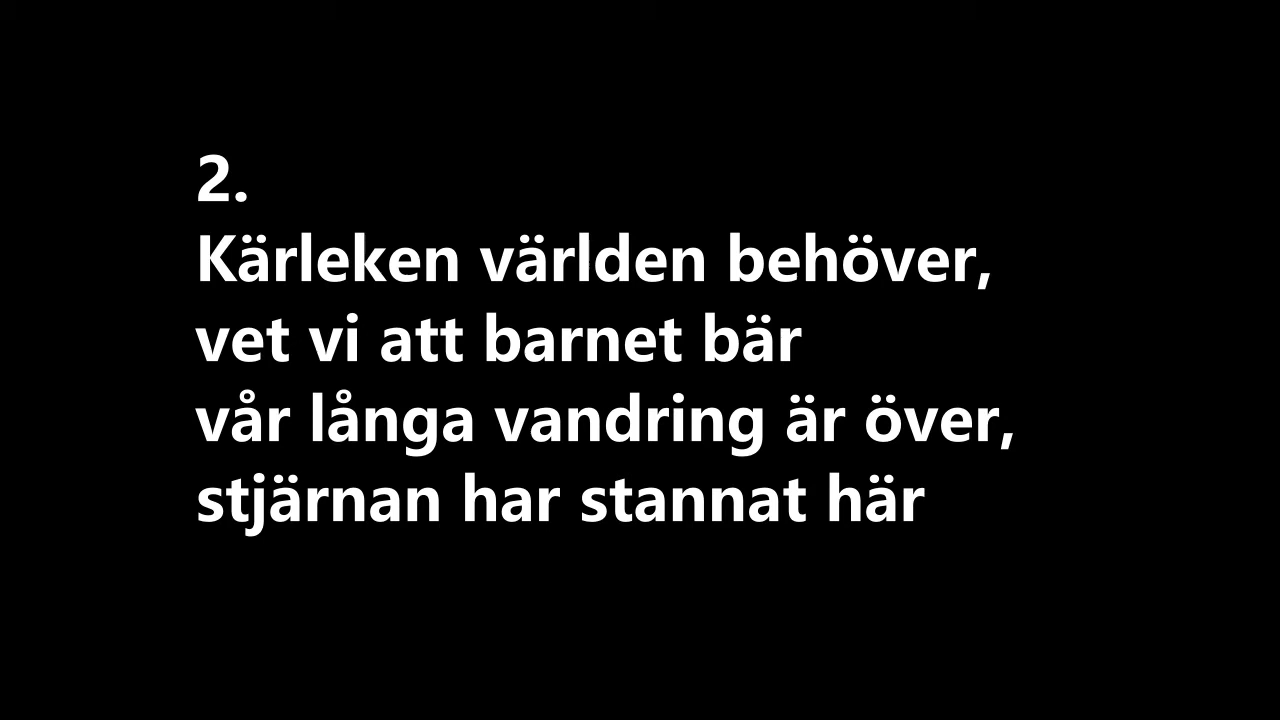 2.
Kärleken världen behöver,
vet vi att barnet bär
vår långa vandring är över,
stjärnan har stannat här